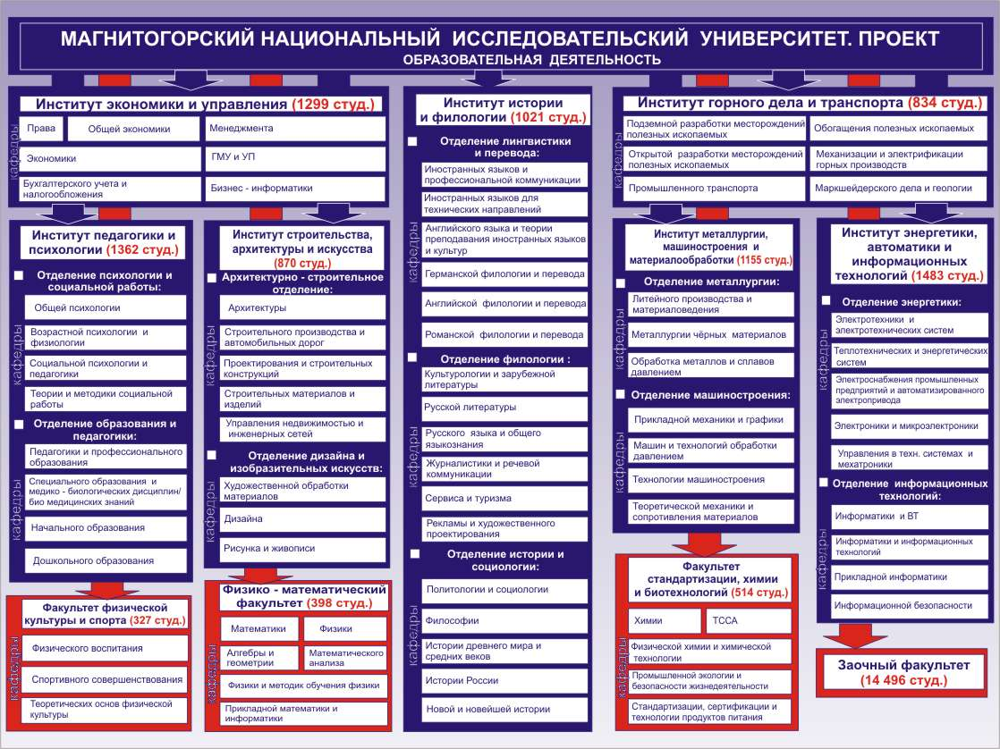 МАГНИТОГОРСКИЙ НАЦИОНАЛЬНЫЙ ИССЛЕДОВАТЕЛЬСКИЙ УНИВЕРСИТЕТ. ПРОЕКТ
ОБРАЗОВАТЕЛЬНАЯ ДЕЯТЕЛЬНОСТЬ
Институт экономики и управления (1299 студ.)
кафедры
Права
Общей экономики
Менеджмента
Экономики
ГМУ и УП
Бухгалтерского учета и
налогообложения
Бизнес - информатики
Институт педагогики и
психологии (1362 студ.)
Отделение психологии и
социальной работы:
кафедры
Общей психологии
Возрастной психологии и
физиологии
Социальной психологии и
педагогики
Теории и методики социальной
работы
Отделение образования и
педагогики:
кафедры
Педагогики и профессионального
образования
Специального образования и
медико - биологических дисциплин/
био медицинских знаний
Начального образования
Дошкольного образования
Факультет физической
культуры и спорта (327 студ.)
кафедры
Физического воспитания
Спортивного совершенствования
Теоретических основ физической
культуры
Институт строительства,
архитектуры и искусства
(870 студ.)
Архитектурно - строительное
отделение:
кафедры
Архитектуры
Строительного производства и
автомобильных дорог
Проектирования и строительных
конструкций
Строительных материалов и
изделий
Управления недвижимостью и
инженерных сетей
Отделение дизайна и
изобразительных искусств:
кафедры
Художественной обработки
материалов
Дизайна
Рисунка и живописи
Физико - математический
факультет (398 студ.)
кафедры
Математики
Физики
Алгебры и
геометрии
Математического
анализа
Физики и методик обучения физики
Прикладной математики и
информатики
Институт истории
и филологии (1021 студ.)
Отделение лингвистики
и перевода:
кафедры
Иностранных языков и
профессиональной коммуникации
Иностранных языков для
технических направлений
Английского языка и теории
преподавания иностранных языков
и культур
Германской филологии и перевода
Английской филологии и перевода
Романской филологии и перевода
Отделение филологии :
кафедры
Культурологии и зарубежной
литературы
Русской литературы
Русского языка и общего
языкознания
Журналистики и речевой
коммуникации
Сервиса и туризма
Рекламы и художественного
проектирования
Отделение истории и
социологии:
кафедры
Политологии и социологии
Философии
Истории древнего мира и
средних веков
Истории России
Новой и новейшей истории
Институт горного дела и транспорта (834 студ.)
кафедры
Подземной разработки месторождений
полезных ископаемых
Обогащения полезных ископаемых
Открытой разработки месторождений
полезных ископаемых
Механизации и электрификации
горных производств
Промышленного транспорта
Маркшейдерского дела и геологии
Институт металлургии,
машиностроения и
материалообработки (1155 студ.)
Отделение металлургии:
кафедры
Литейного производства и
материаловедения
Металлургии чёрных материалов
Обработка металлов и сплавов
давлением
Отделение машиностроения:
кафедры
Прикладной механики и графики
Машин и технологий обработки
давлением
Технологии машиностроения
Теоретической механики и
сопротивления материалов
Факультет
стандартизации, химии
и биотехнологий (514 студ.)
кафедры
Химии
ТССА
Физической химии и химической
технологии
Промышленной экологии и
безопасности жизнедеятельности
Стандартизации, сертификации и
технологии продуктов питания
Институт энергетики,
автоматики и
информационных
технологий (1483 студ.)
Отделение энергетики:
кафедры
Электротехники и
электротехнических систем
Теплотехнических и энергетических
систем
Электроснабжения промышленных
предприятий и автоматизированного
электропривода
Электроники и микроэлектроники
Управления в техн. системах и
мехатроники
Отделение информационных
технологий:
кафедры
Информатики и ВТ
Информатики и информационных
технологий
Прикладной информатики
Информационной безопасности
Заочный факультет
(14 496 студ.)